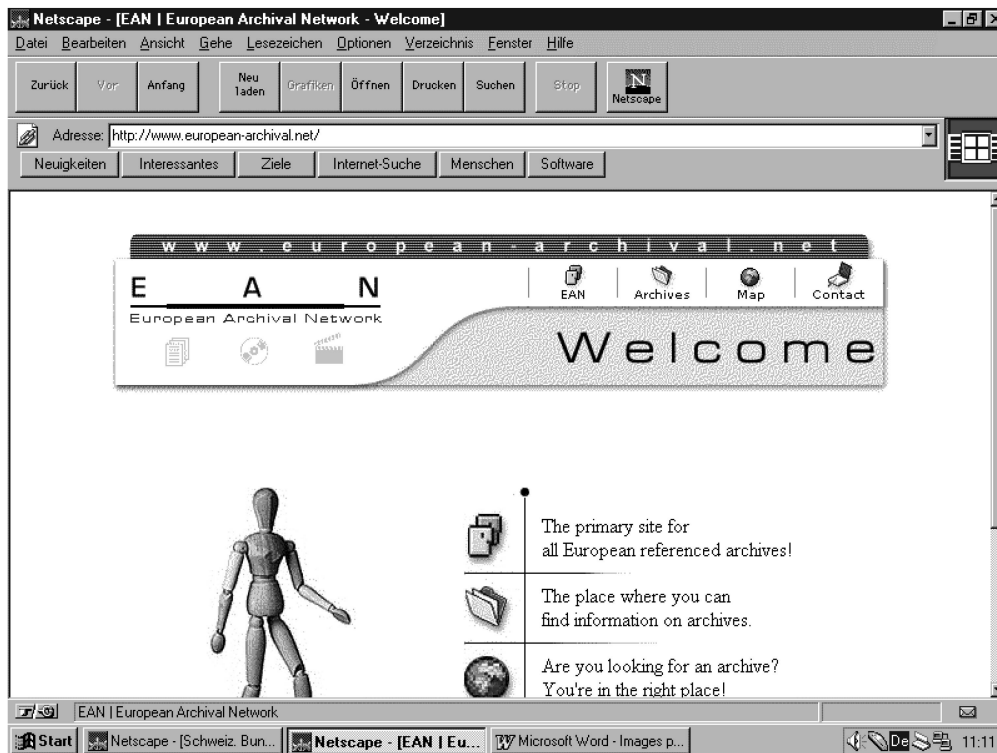 Netscape - [EAN | European Archival Network - Welcome]
Datei Bearbeiten Ansicht Gehe Lesezeichen Optionen Verzeichnis Fenster Hilfe
Zurück Vor Anfang Neu laden Grafiken Öffnen Drucken Suchen Stop Netscape
N
Adresse: http://www.european-archival.net/
Neuigkeiten Interessantes Ziele Internet-Suche Menschen Software
www.european-archival.net
E A N
European Archival Network
EAN Archives Map Contact
Welcome
The primary site for
all European referenced archives!
The place where you can
find information on archives.
Are you looking for an archive?
You're in the right place!
EAN | European Archival Network
Start Netscape - [Schweiz. Bun... Netscape - [EAN | Eu... Microsoft Word - Images p... De 11:11